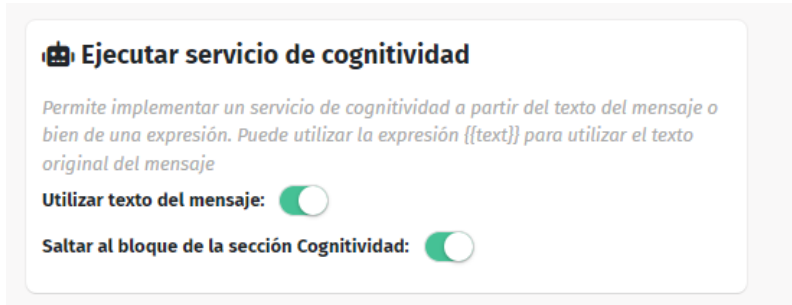 Ejecutar servicio de cognitividad
Permite implementar un servicio de cognitividad a partir del texto del mensaje o
bien de una expresión. Puede utilizar la expresión {{text}} para utilizar el texto
original del mensaje
Utilizar texto del mensaje:
Saltar al bloque de la sección Cognitividad: